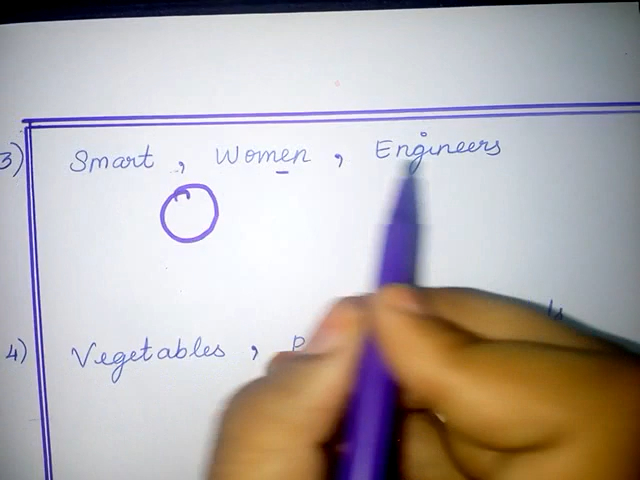 3) Smart , Women , Engineers
4) Vegetables ,